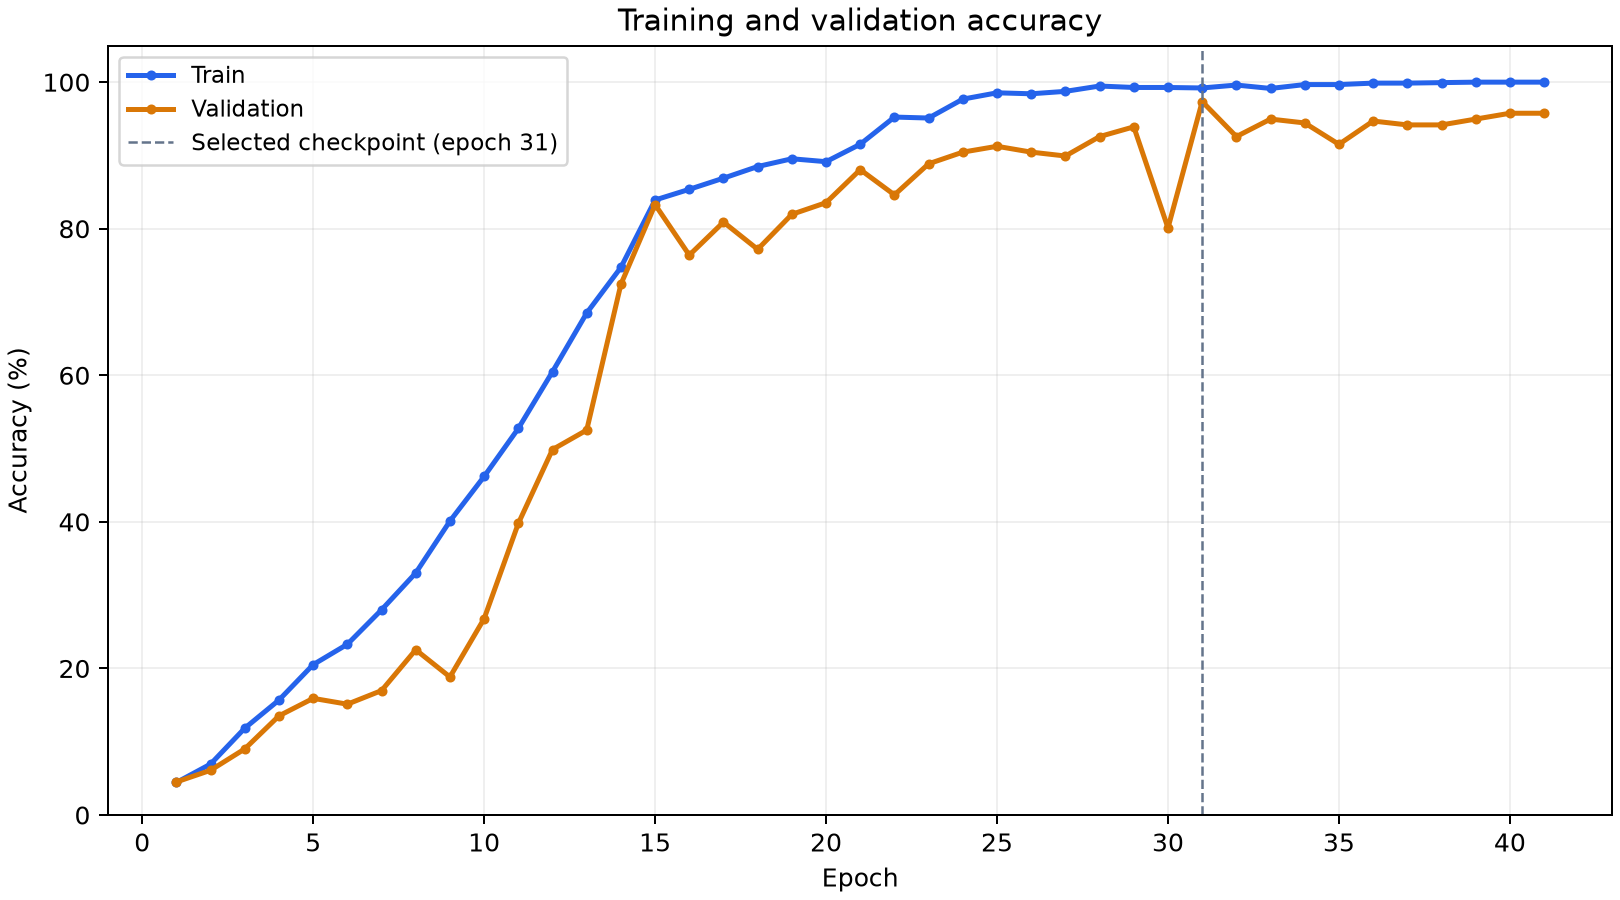 Training and validation accuracy
Train
Validation
Selected checkpoint (epoch 31)
100
80
60
40
20
0
Accuracy (%)
0 5 10 15 20 25 30 35 40
Epoch